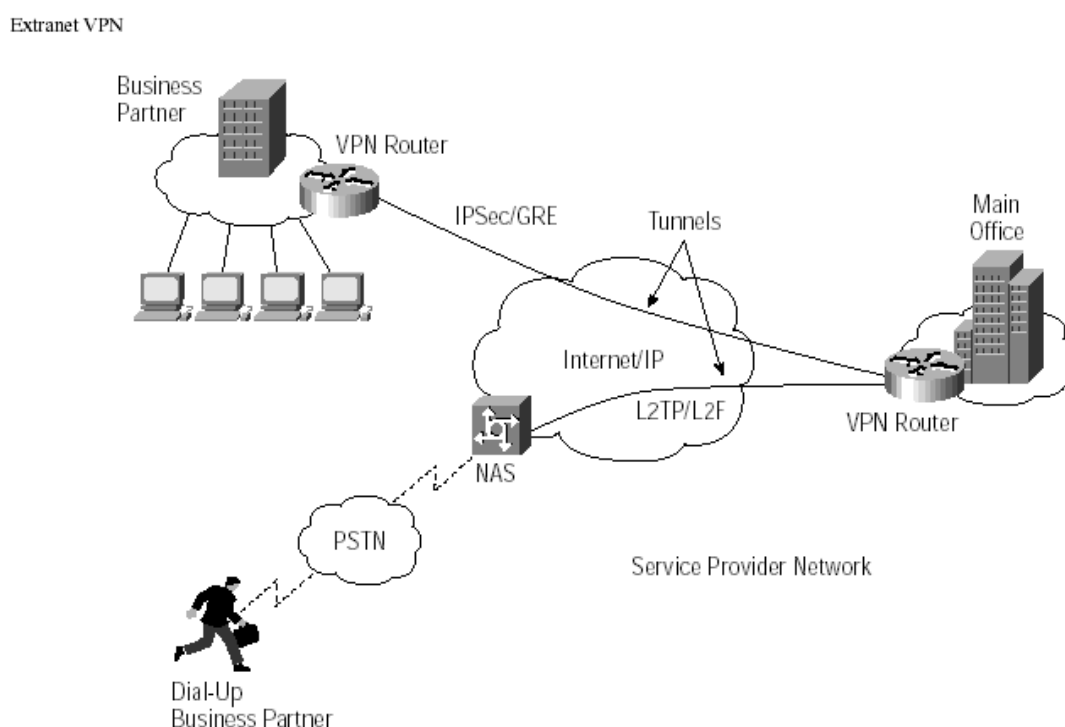 Extranet VPN
Business
Partner
VPN Router
IPSec/GRE
Tunnels
Main
Office
Internet/IP
L2TP/L2F
VPN Router
NAS
PSTN
Service Provider Network
Dial-Up
Business Partner